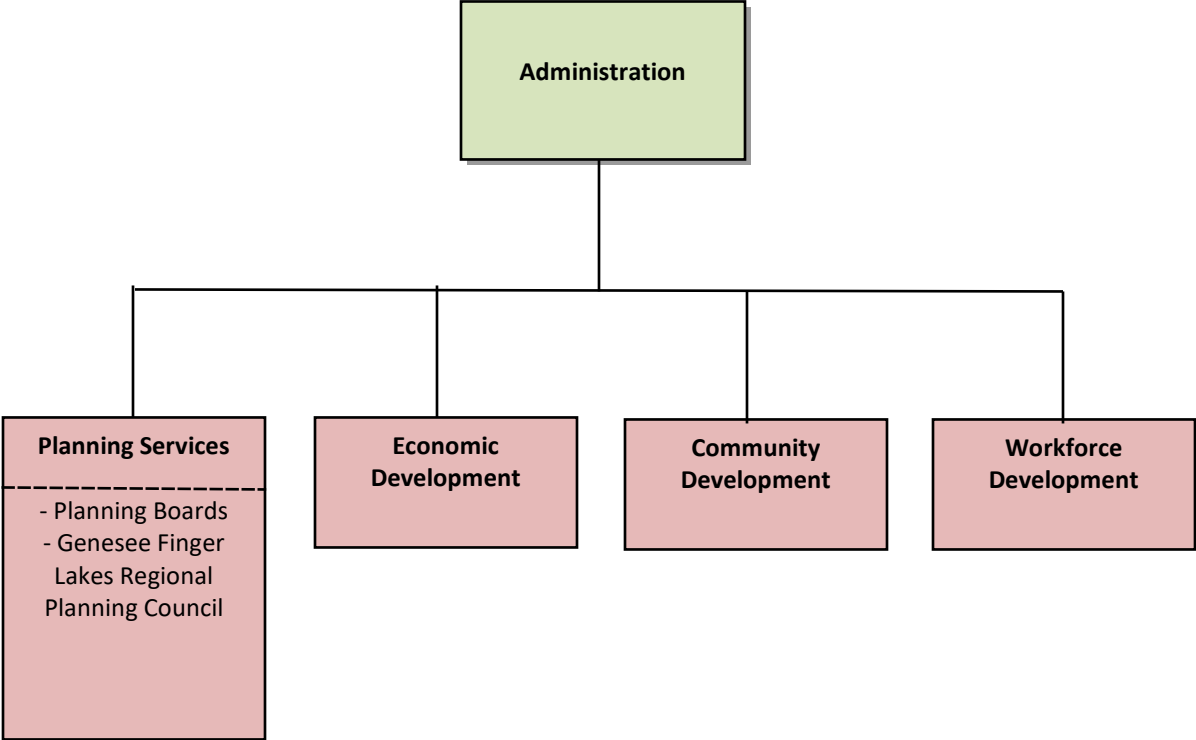 Administration
Planning Services
- Planning Boards
- Genesee Finger
Lakes Regional
Planning Council
Economic
Development
Community
Development
Workforce
Development